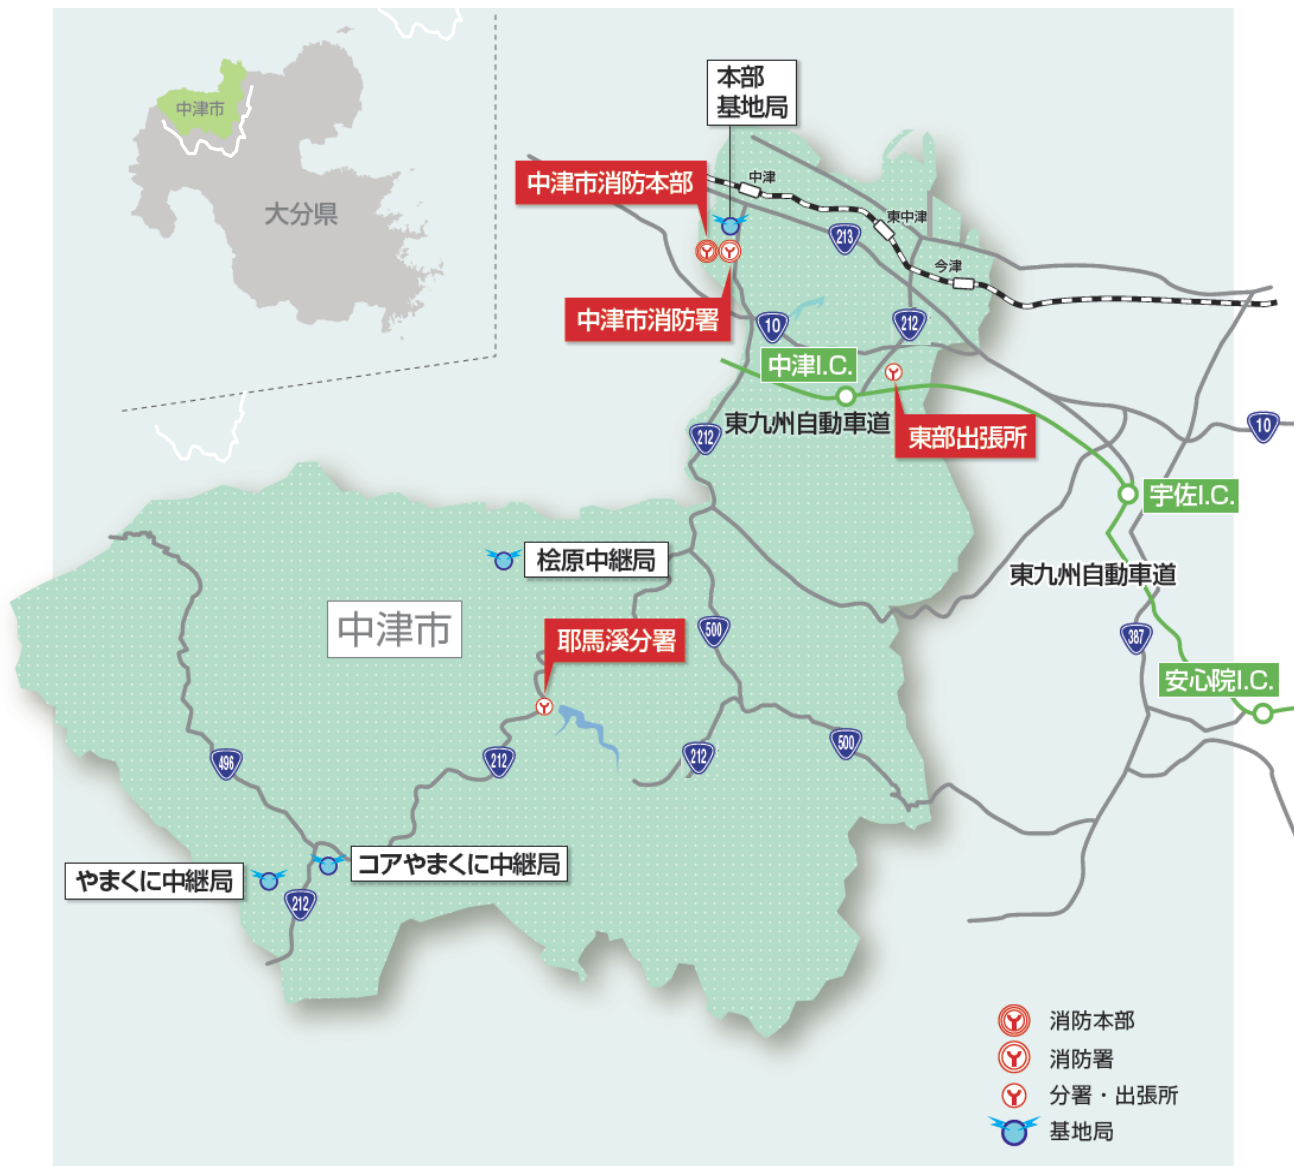 中津市
大分県
本部
基地局
中津市消防本部
中津
東中津
213
今津
中津市消防署
10
212
中津I.C.
東九州自動車道
212
東部出張所
10
宇佐I.C.
桧原中継局
東九州自動車道
中津市
耶馬溪分署
500
387
安心院I.C.
496
212
212
500
やまくに中継局
コアやまくに中継局
212
消防本部
消防署
分署・出張所
基地局